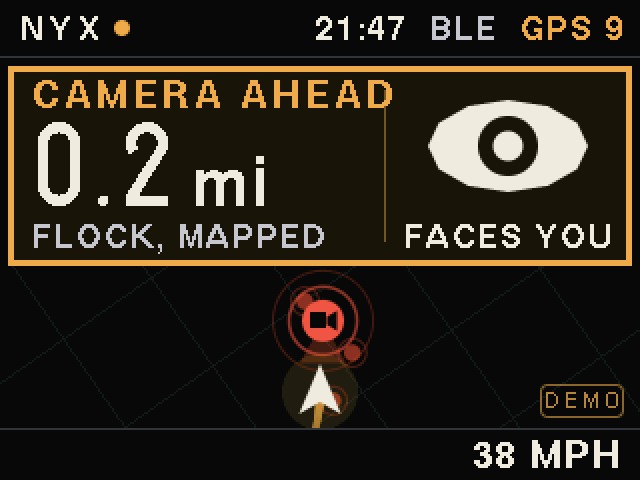 NYX 21:47 BLE GPS 9
CAMERA AHEAD
0.2 mi
FLOCK, MAPPED
FACES YOU
DEMO
38 MPH